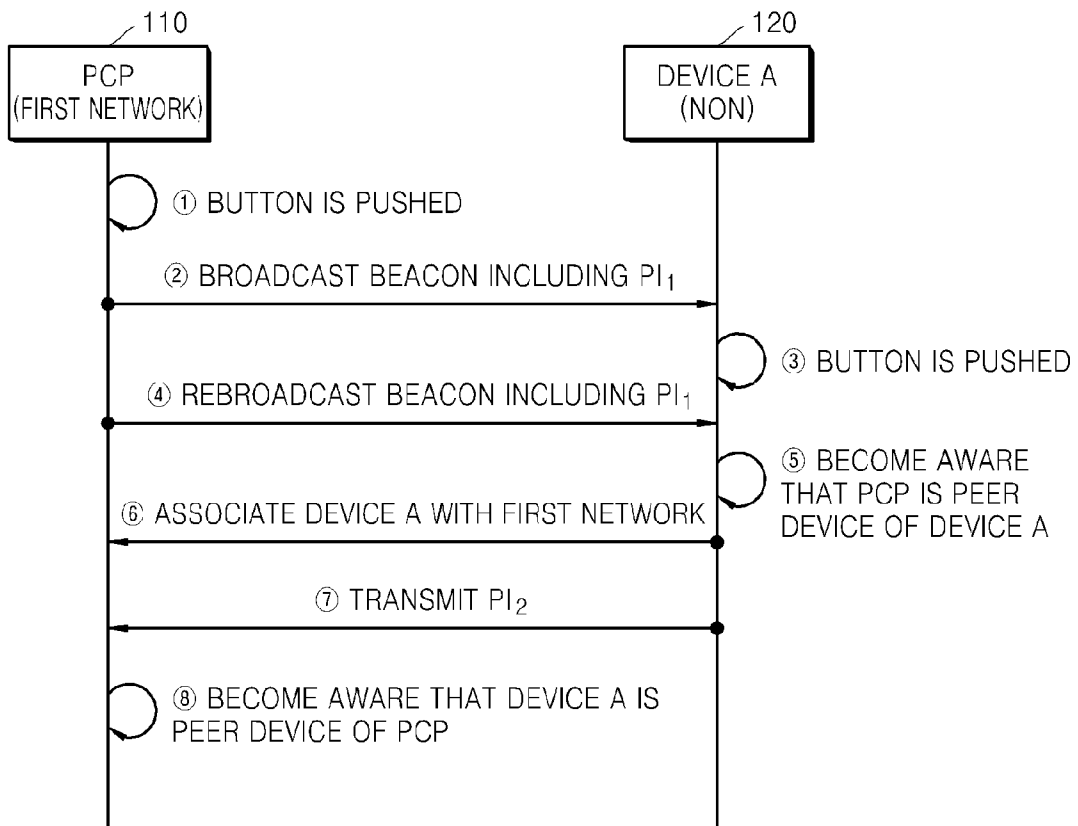 110
PCP
(FIRST NETWORK)
120
DEVICE A
(NON)
① BUTTON IS PUSHED
② BROADCAST BEACON INCLUDING PI₁
③ BUTTON IS PUSHED
④ REBROADCAST BEACON INCLUDING PI₁
⑤ BECOME AWARE
THAT PCP IS PEER
DEVICE OF DEVICE A
⑥ ASSOCIATE DEVICE A WITH FIRST NETWORK
⑦ TRANSMIT PI₂
⑧ BECOME AWARE THAT DEVICE A IS
PEER DEVICE OF PCP